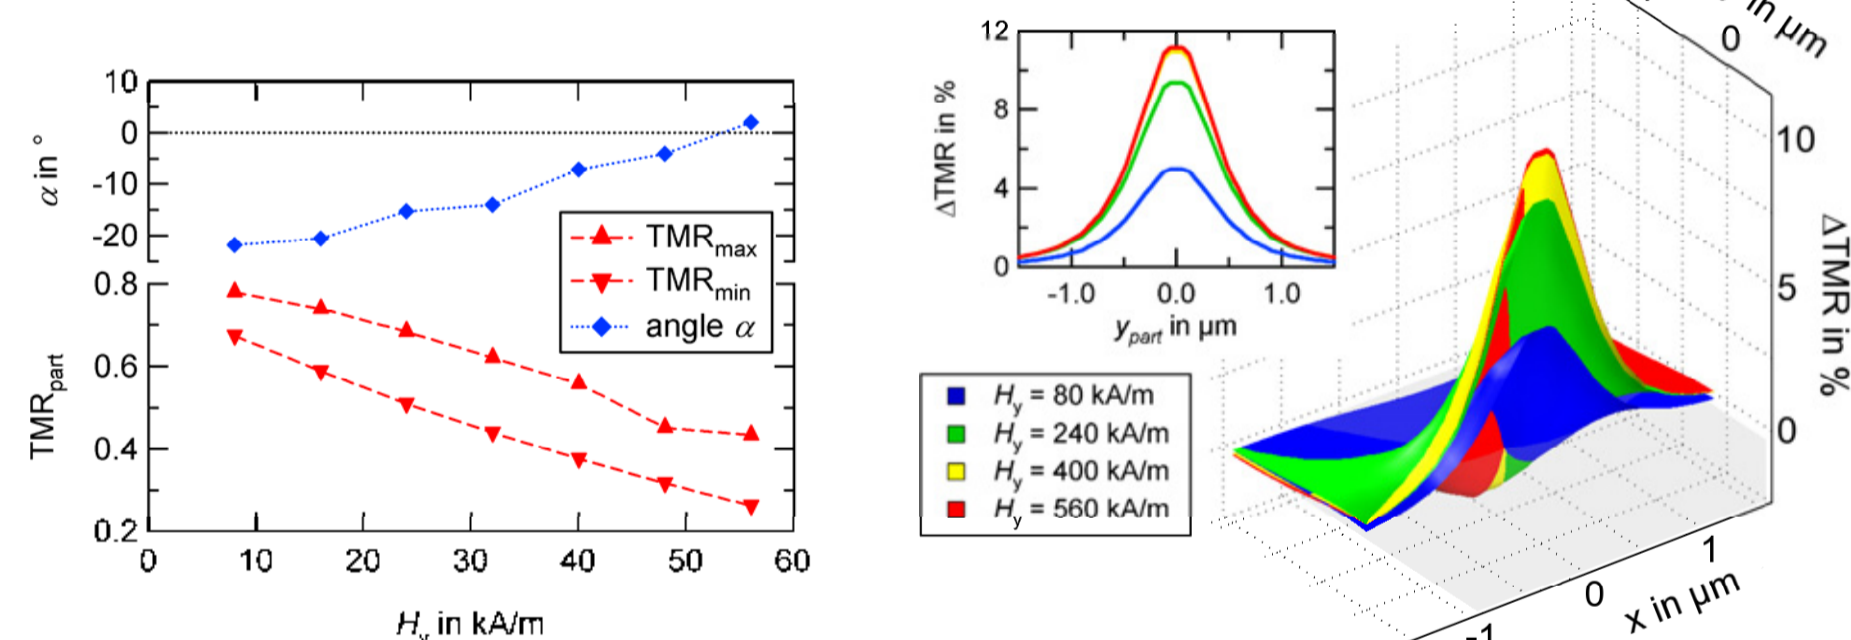 10
0
-10
-20
α in °
0.8
0.6
0.4
0.2
TMRpart
0 10 20 30 40 50 60
Hy in kA/m
TMRmax
TMRmin
angle α
12
8
4
0
ΔTMR in %
-1.0 0.0 1.0
ypart in µm
Hy = 80 kA/m
Hy = 240 kA/m
Hy = 400 kA/m
Hy = 560 kA/m
in µm
0
10
5
0
ΔTMR in %
1
0
-1
x in µm